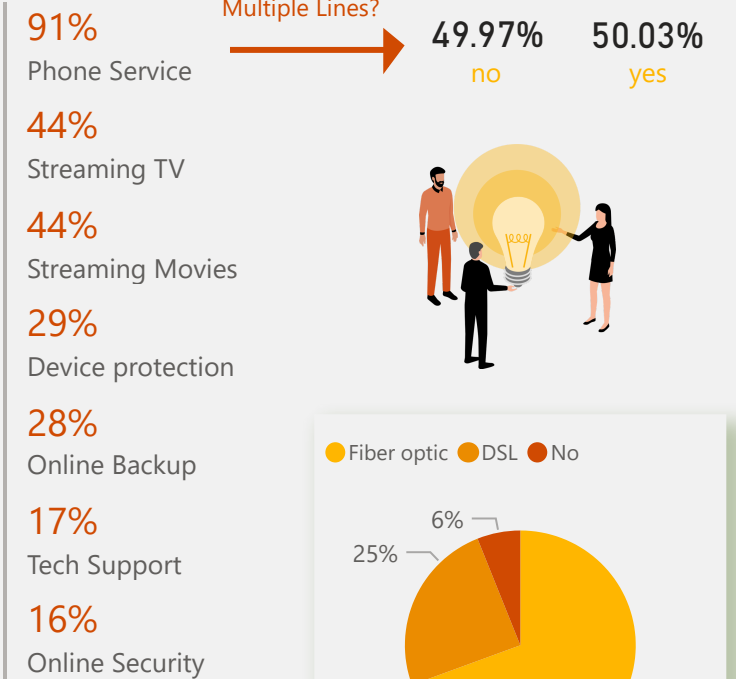 91%
Phone Service
Multiple Lines?
49.97%
no
50.03%
yes
44%
Streaming TV
44%
Streaming Movies
29%
Device protection
28%
Online Backup
17%
Tech Support
16%
Online Security
Fiber optic DSL No
6%
25%